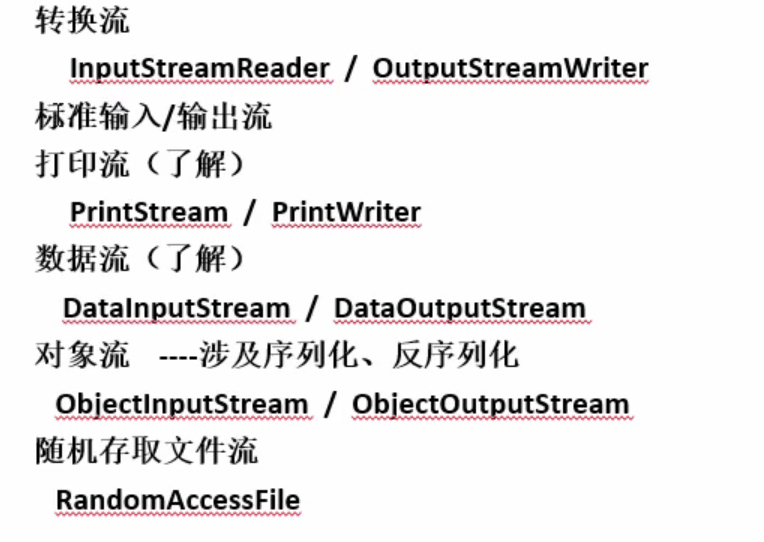 转换流
InputStreamReader / OutputStreamWriter
标准输入/输出流
打印流（了解）
PrintStream / PrintWriter
数据流（了解）
DataInputStream / DataOutputStream
对象流 ----涉及序列化、反序列化
ObjectInputStream / ObjectOutputStream
随机存取文件流
RandomAccessFile